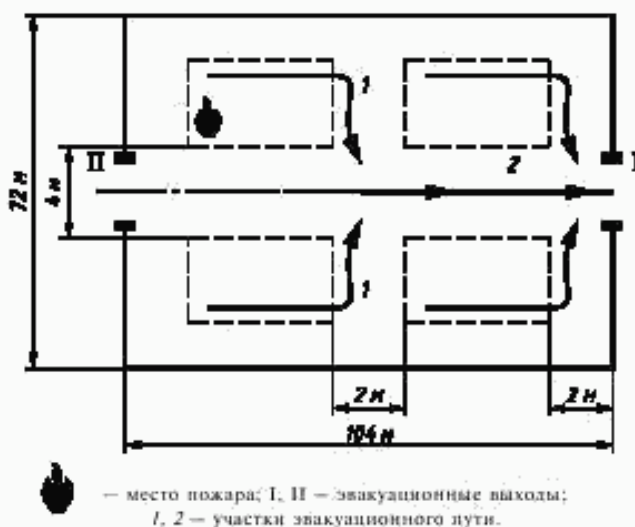 1
II
2
I
72 м
4 м
1
2 м
2 м
104 м
— место пожара; I, II — эвакуационные выходы;
1, 2 — участки эвакуационного пути.